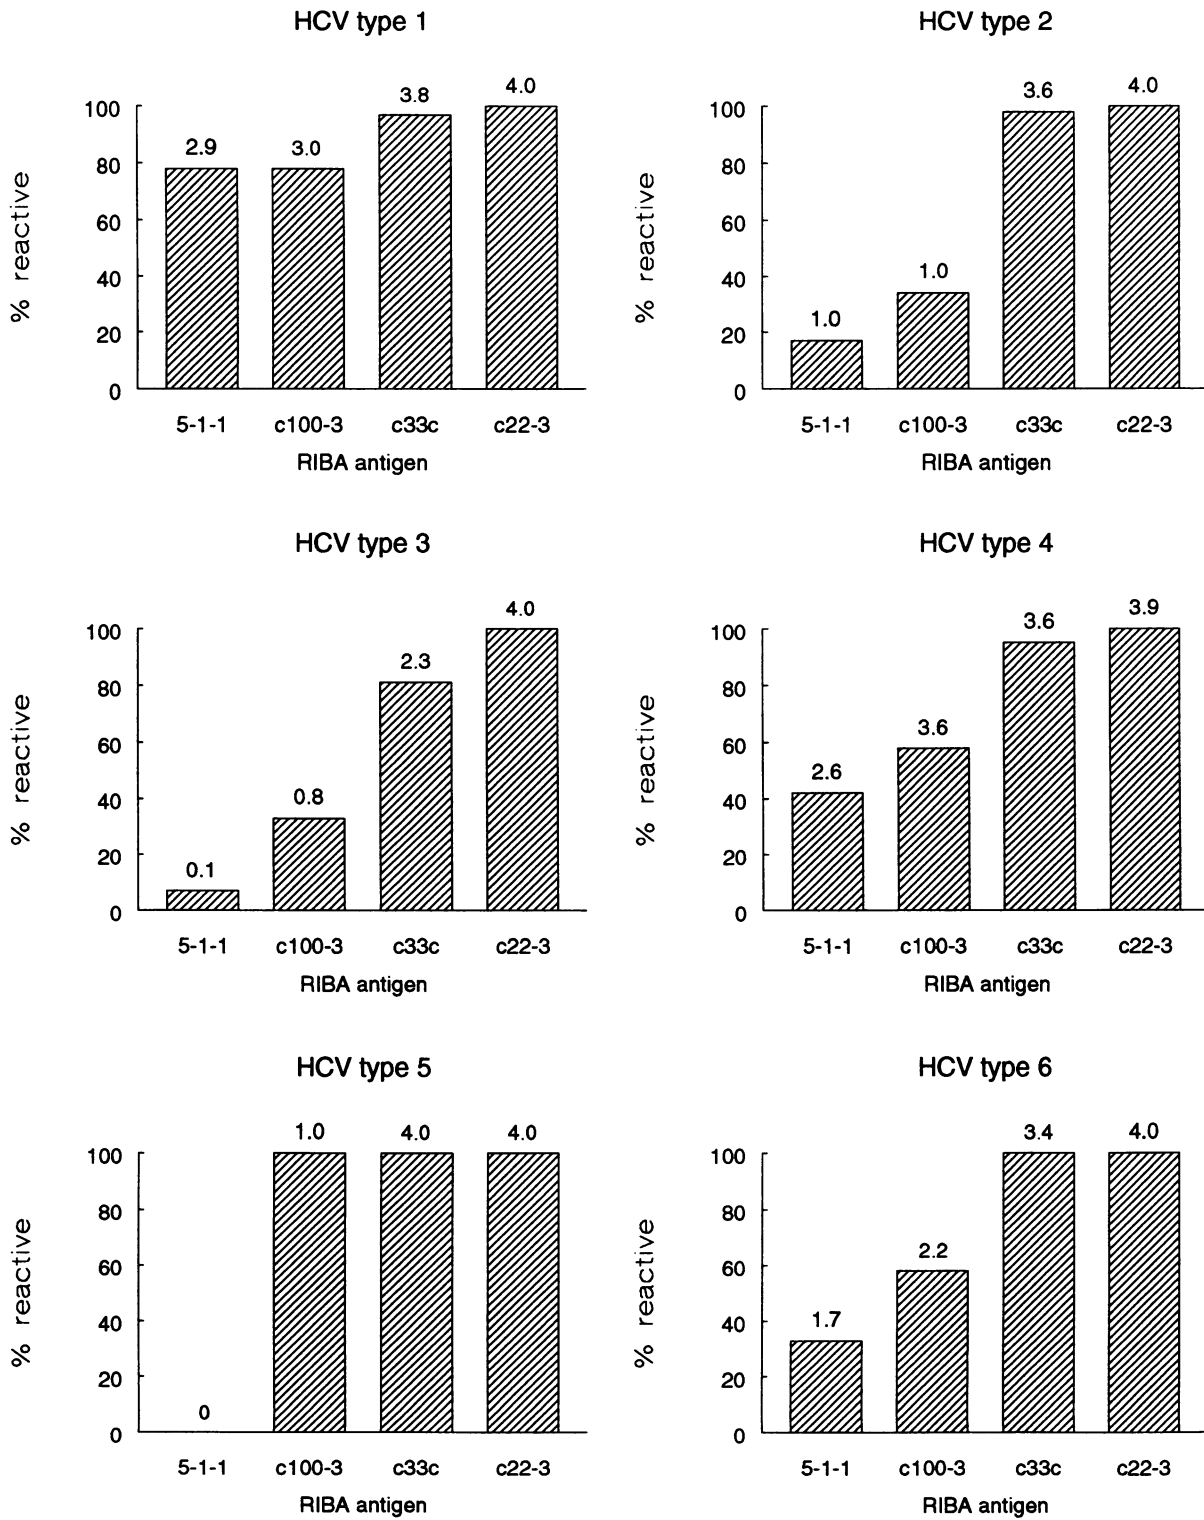 HCV type 1
2.9 3.0 3.8 4.0
100
80
60
40
20
0
% reactive
5-1-1 c100-3 c33c c22-3
RIBA antigen
HCV type 2
1.0 1.0 3.6 4.0
100
80
60
40
20
0
% reactive
5-1-1 c100-3 c33c c22-3
RIBA antigen
HCV type 3
0.1 0.8 2.3 4.0
100
80
60
40
20
0
% reactive
5-1-1 c100-3 c33c c22-3
RIBA antigen
HCV type 4
2.6 3.6 3.6 3.9
100
80
60
40
20
0
% reactive
5-1-1 c100-3 c33c c22-3
RIBA antigen
HCV type 5
0 1.0 4.0 4.0
100
80
60
40
20
0
% reactive
5-1-1 c100-3 c33c c22-3
RIBA antigen
HCV type 6
1.7 2.2 3.4 4.0
100
80
60
40
20
0
% reactive
5-1-1 c100-3 c33c c22-3
RIBA antigen